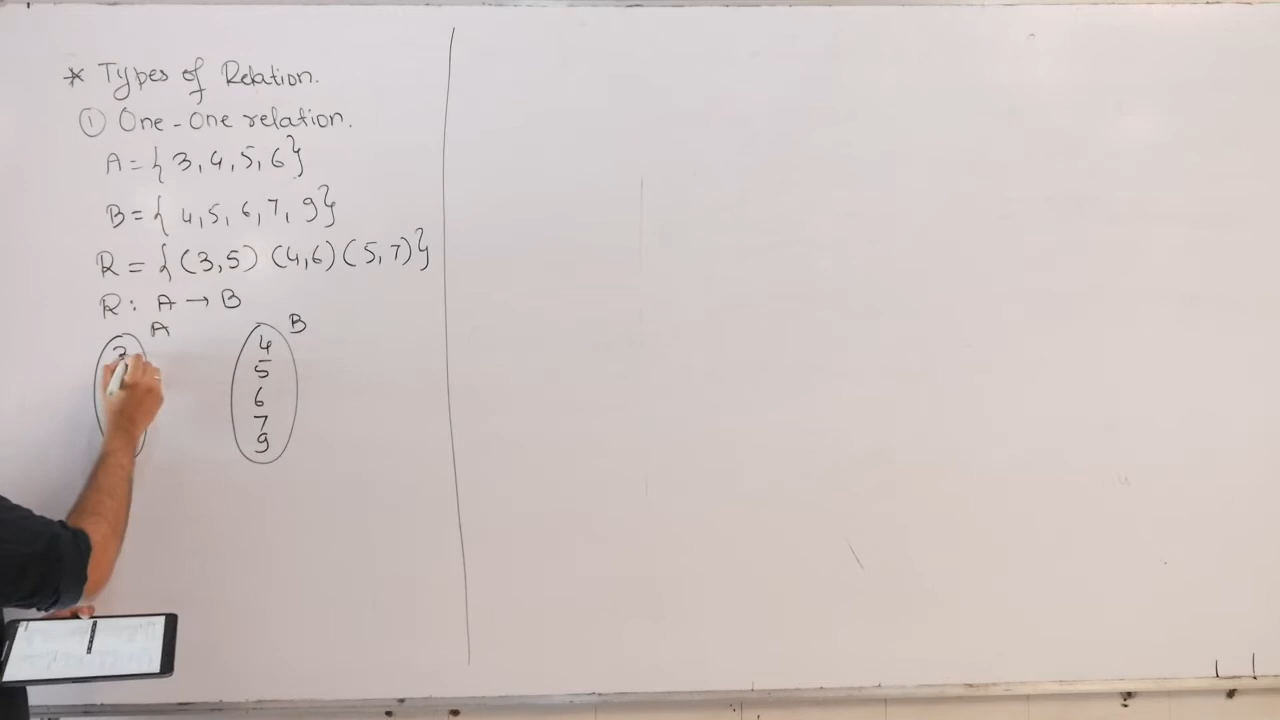 * Types of Relation.
① One-One relation.
A = { 3, 4, 5, 6 }
B = { 4, 5, 6, 7, 9 }
R = { (3,5) (4,6) (5,7) }
R : A → B
A B
3
4
5
6
7
9